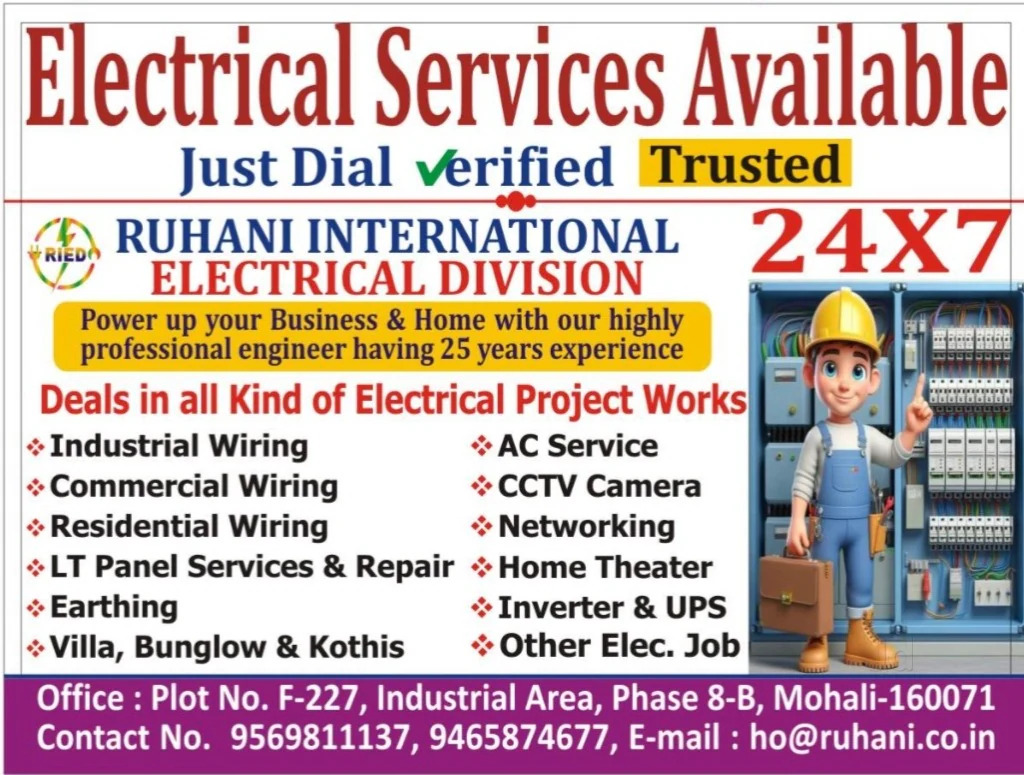 Electrical Services Available
Just Dial ✔erified Trusted
RIED
RUHANI INTERNATIONAL
ELECTRICAL DIVISION
24X7
Power up your Business & Home with our highly
professional engineer having 25 years experience
Deals in all Kind of Electrical Project Works
❖ Industrial Wiring
❖ Commercial Wiring
❖ Residential Wiring
❖ LT Panel Services & Repair
❖ Earthing
❖ Villa, Bunglow & Kothis
❖ AC Service
❖ CCTV Camera
❖ Networking
❖ Home Theater
❖ Inverter & UPS
❖ Other Elec. Job
Office : Plot No. F-227, Industrial Area, Phase 8-B, Mohali-160071
Contact No. 9569811137, 9465874677, E-mail : ho@ruhani.co.in